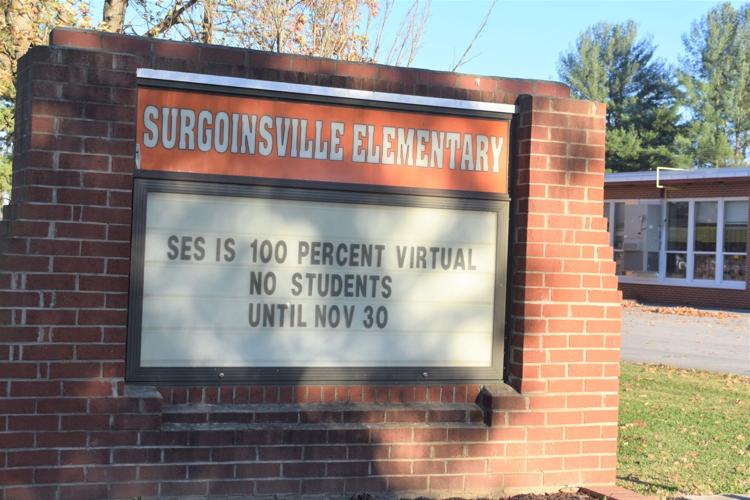 SURGOINSVILLE ELEMENTARY
SES IS 100 PERCENT VIRTUAL
NO STUDENTS
UNTIL NOV 30